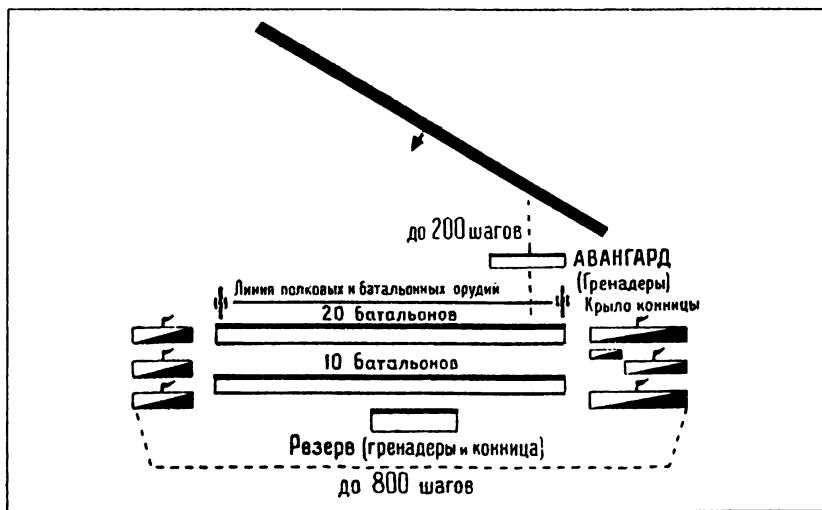 до 200 шагов
АВАНГАРД
(Гренадеры)
Линия полковых и батальонных орудий
Крыло конницы
20 батальонов
10 батальонов
Резерв (гренадеры и конница)
до 800 шагов